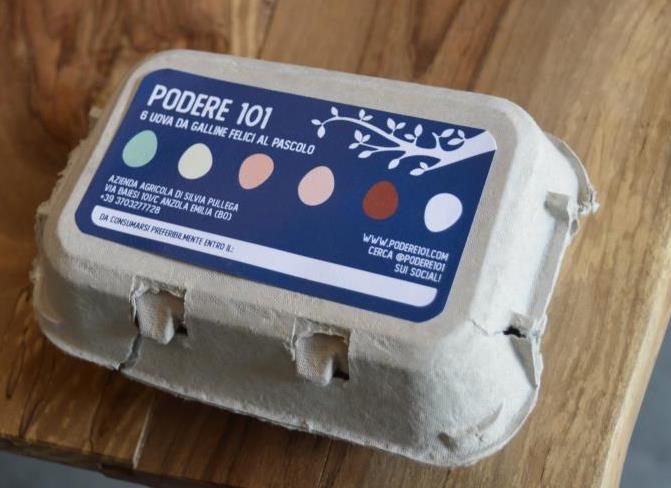 PODERE 101
6 UOVA DA GALLINE FELICI AL PASCOLO
AZIENDA AGRICOLA DI SILVIA PULLEGA
VIA BAIESI 101/C ANZOLA EMILIA (BO)
+39 3703277728
WWW.PODERE101.COM
CERCA @PODERE101
SUI SOCIAL!
DA CONSUMARSI PREFERIBILMENTE ENTRO IL: